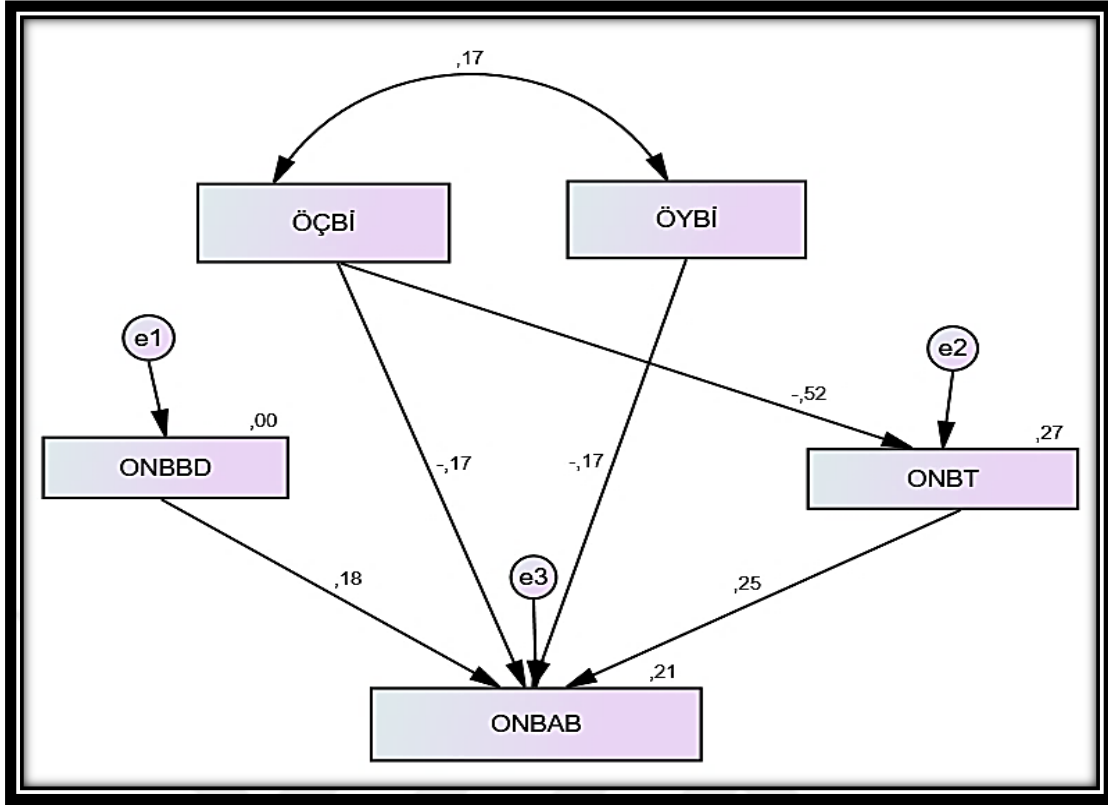 ,17
ÖÇBİ
ÖYBİ
e1
e2
-,52
,00
,27
ONBBD
-,17
-,17
ONBT
,18
e3
,25
,21
ONBAB